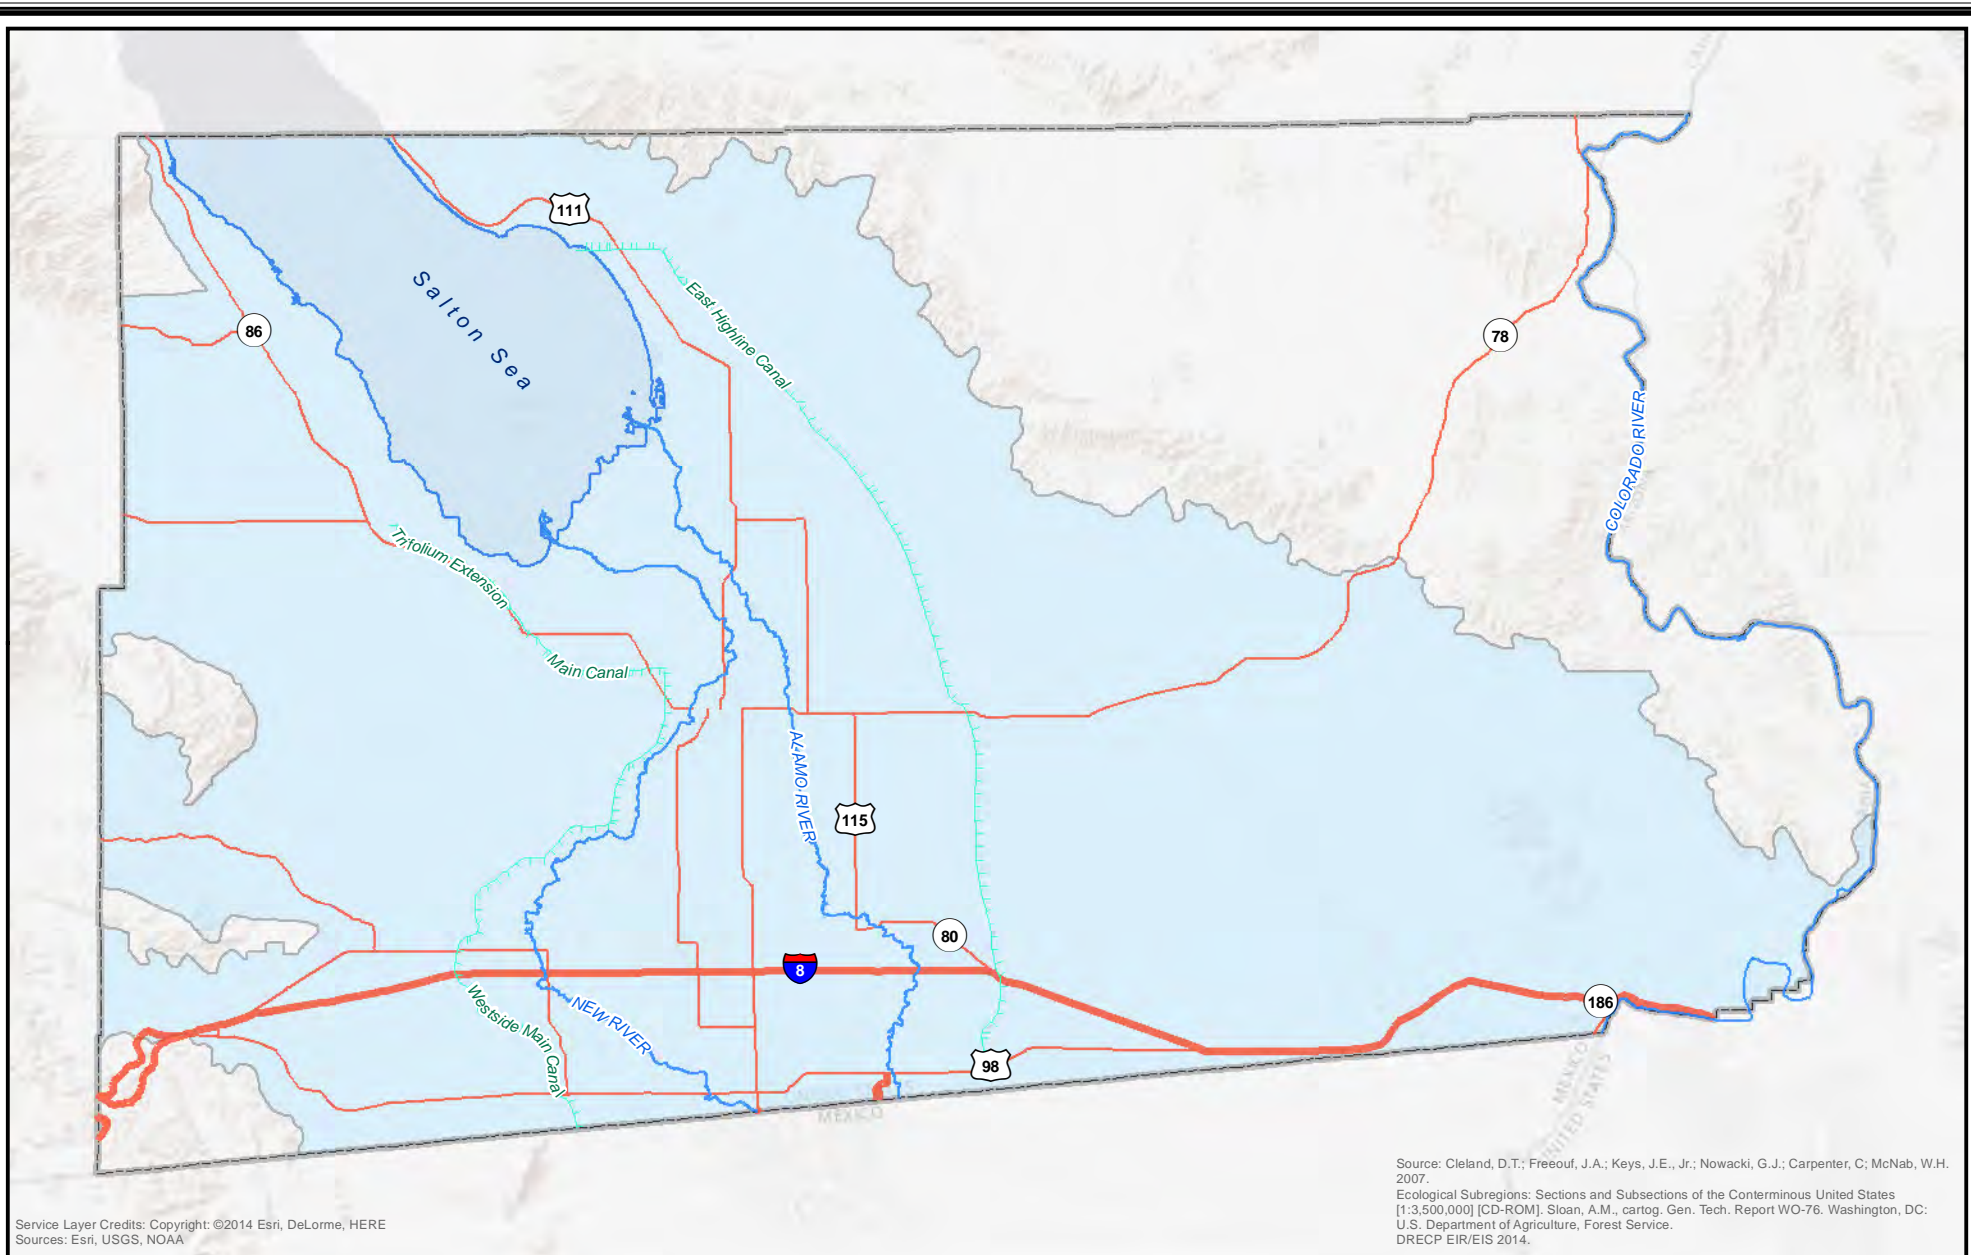 111
86
Salton Sea
East Highline Canal
78
COLORADO RIVER
Trifolium Extension
Main Canal
ALAMO RIVER
115
80
8
Westside Main Canal
NEW RIVER
186
98
MEXICO
MEXICO
UNITED STATES
Source: Cleland, D.T.; Freeouf, J.A.; Keys, J.E., Jr.; Nowacki, G.J.; Carpenter, C; McNab, W.H.
2007.
Ecological Subregions: Sections and Subsections of the Conterminous United States
[1:3,500,000] [CD-ROM]. Sloan, A.M., cartog. Gen. Tech. Report WO-76. Washington, DC:
U.S. Department of Agriculture, Forest Service.
DRECP EIR/EIS 2014.
Service Layer Credits: Copyright: ©2014 Esri, DeLorme, HERE
Sources: Esri, USGS, NOAA